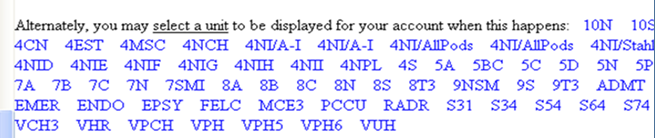 Alternately, you may select a unit to be displayed for your account when this happens: 10N 10S
4CN 4EST 4MSC 4NCH 4NI/A-I 4NI/A-I 4NI/AllPods 4NI/AllPods 4NI/Stahl
4NID 4NIE 4NIF 4NIG 4NIH 4NII 4NPL 4S 5A 5BC 5C 5D 5N 5P
7A 7B 7C 7N 7SMI 8A 8B 8C 8N 8S 8T3 9NSM 9S 9T3 ADMT
EMER ENDO EPSY FELC MCE3 PCCU RADR S31 S34 S54 S64 S74
VCH3 VHR VPCH VPH VPH5 VPH6 VUH